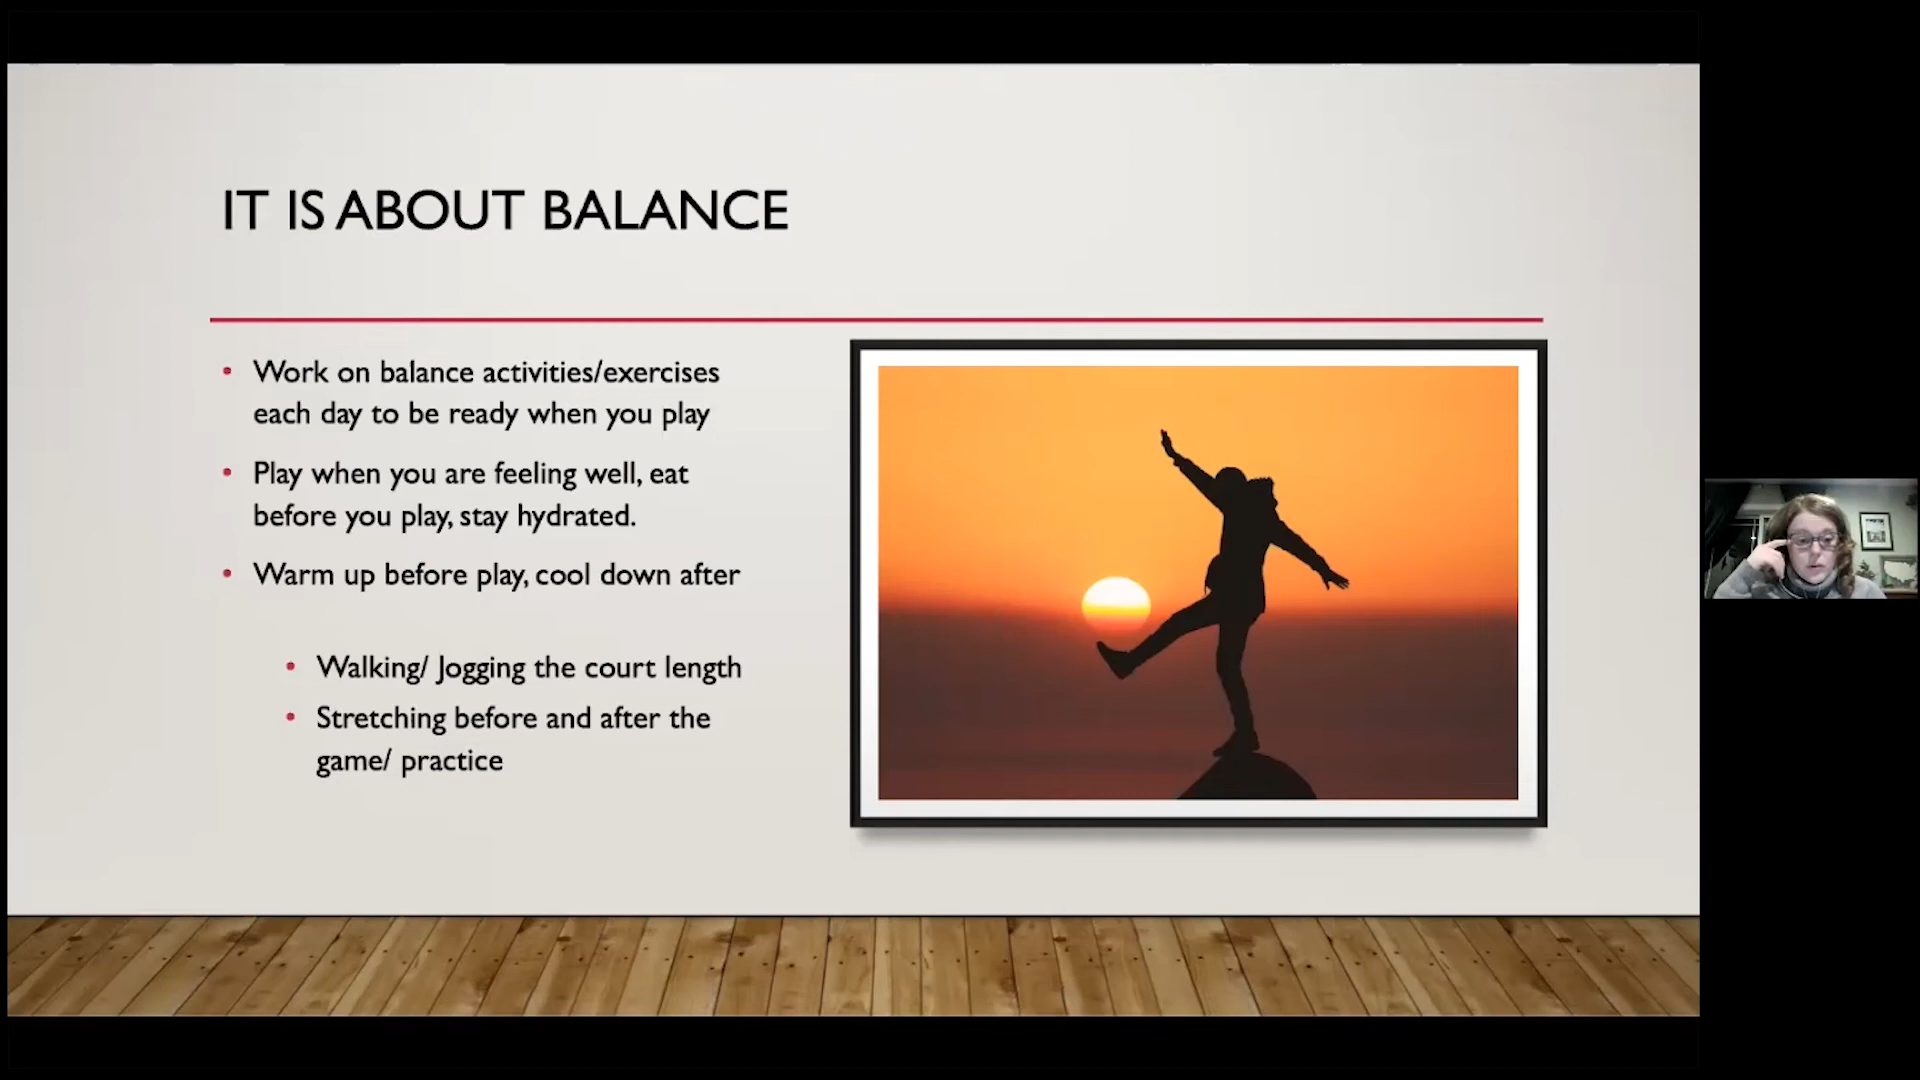 IT IS ABOUT BALANCE
• Work on balance activities/exercises
each day to be ready when you play
• Play when you are feeling well, eat
before you play, stay hydrated.
• Warm up before play, cool down after
• Walking/ Jogging the court length
• Stretching before and after the
game/ practice